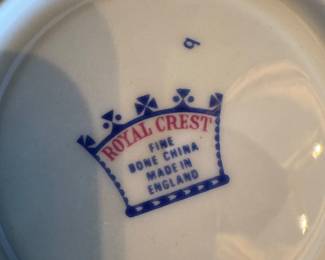 ROYAL CREST
FINE
BONE CHINA
MADE IN
ENGLAND